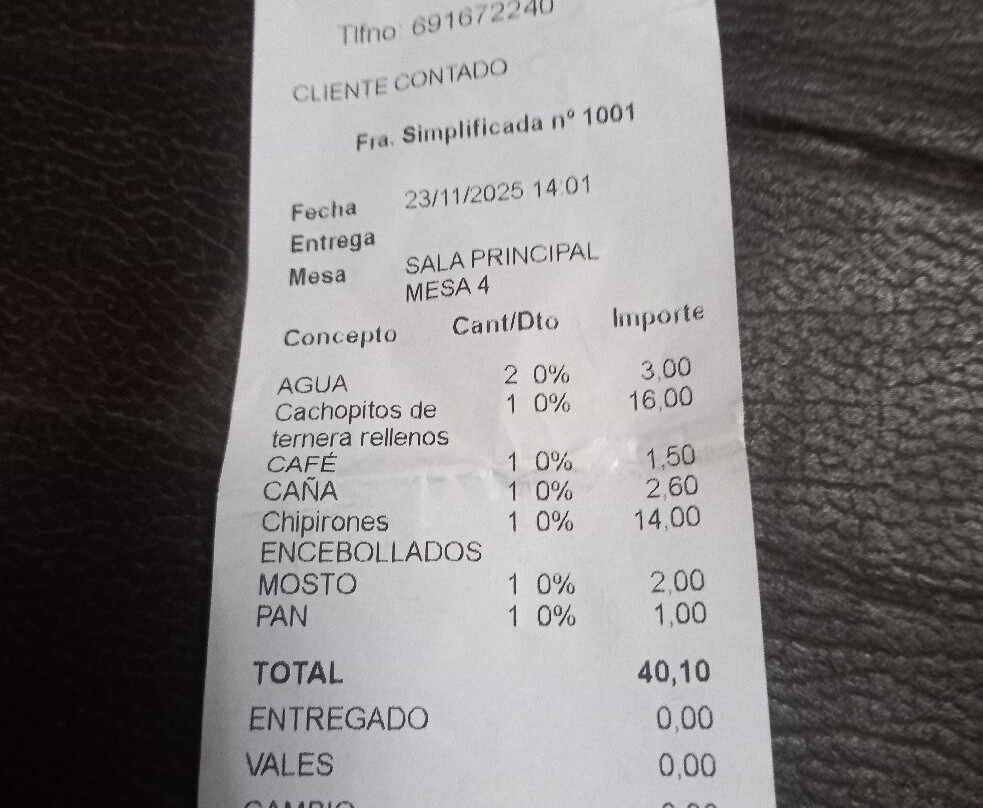 Tlfno: 691672240
CLIENTE CONTADO
Fra. Simplificada nº 1001
Fecha 23/11/2025 14:01
Entrega
Mesa SALA PRINCIPAL
MESA 4
Concepto Cant/Dto Importe
AGUA 2 0% 3,00
Cachopitos de 1 0% 16,00
ternera rellenos
CAFÉ 1 0% 1,50
CAÑA 1 0% 2,60
Chipirones 1 0% 14,00
ENCEBOLLADOS
MOSTO 1 0% 2,00
PAN 1 0% 1,00
TOTAL 40,10
ENTREGADO 0,00
VALES 0,00
CAMBIO